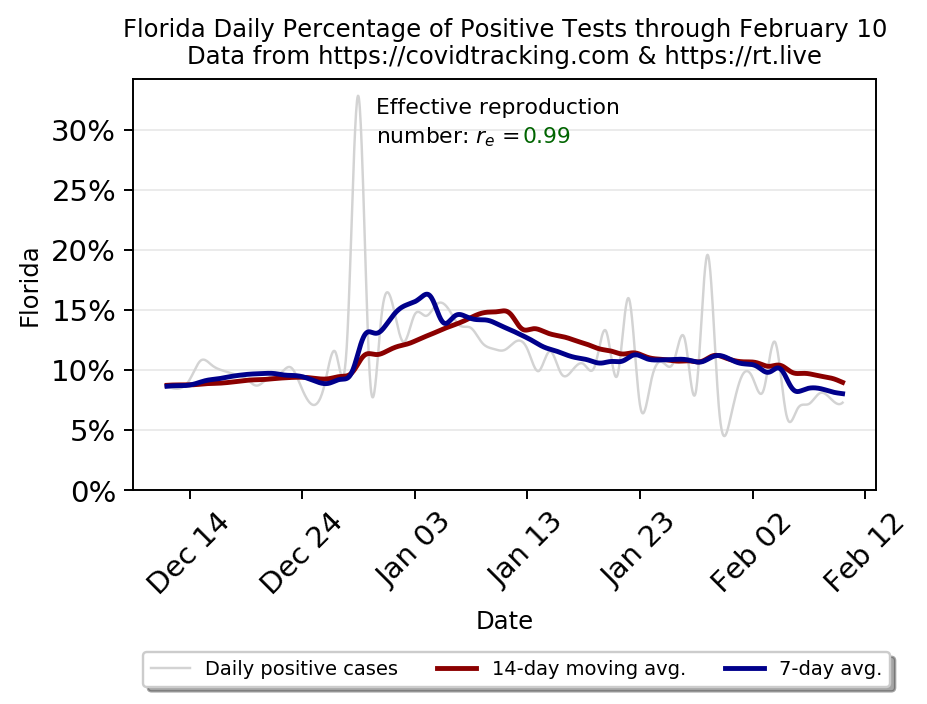 Florida Daily Percentage of Positive Tests through February 10
Data from https://covidtracking.com & https://rt.live
Effective reproduction
number: rₑ =0.99
30%
25%
20%
15%
10%
5%
0%
Florida
Dec 14
Dec 24
Jan 03
Jan 13
Jan 23
Feb 02
Feb 12
Date
Daily positive cases
14-day moving avg.
7-day avg.